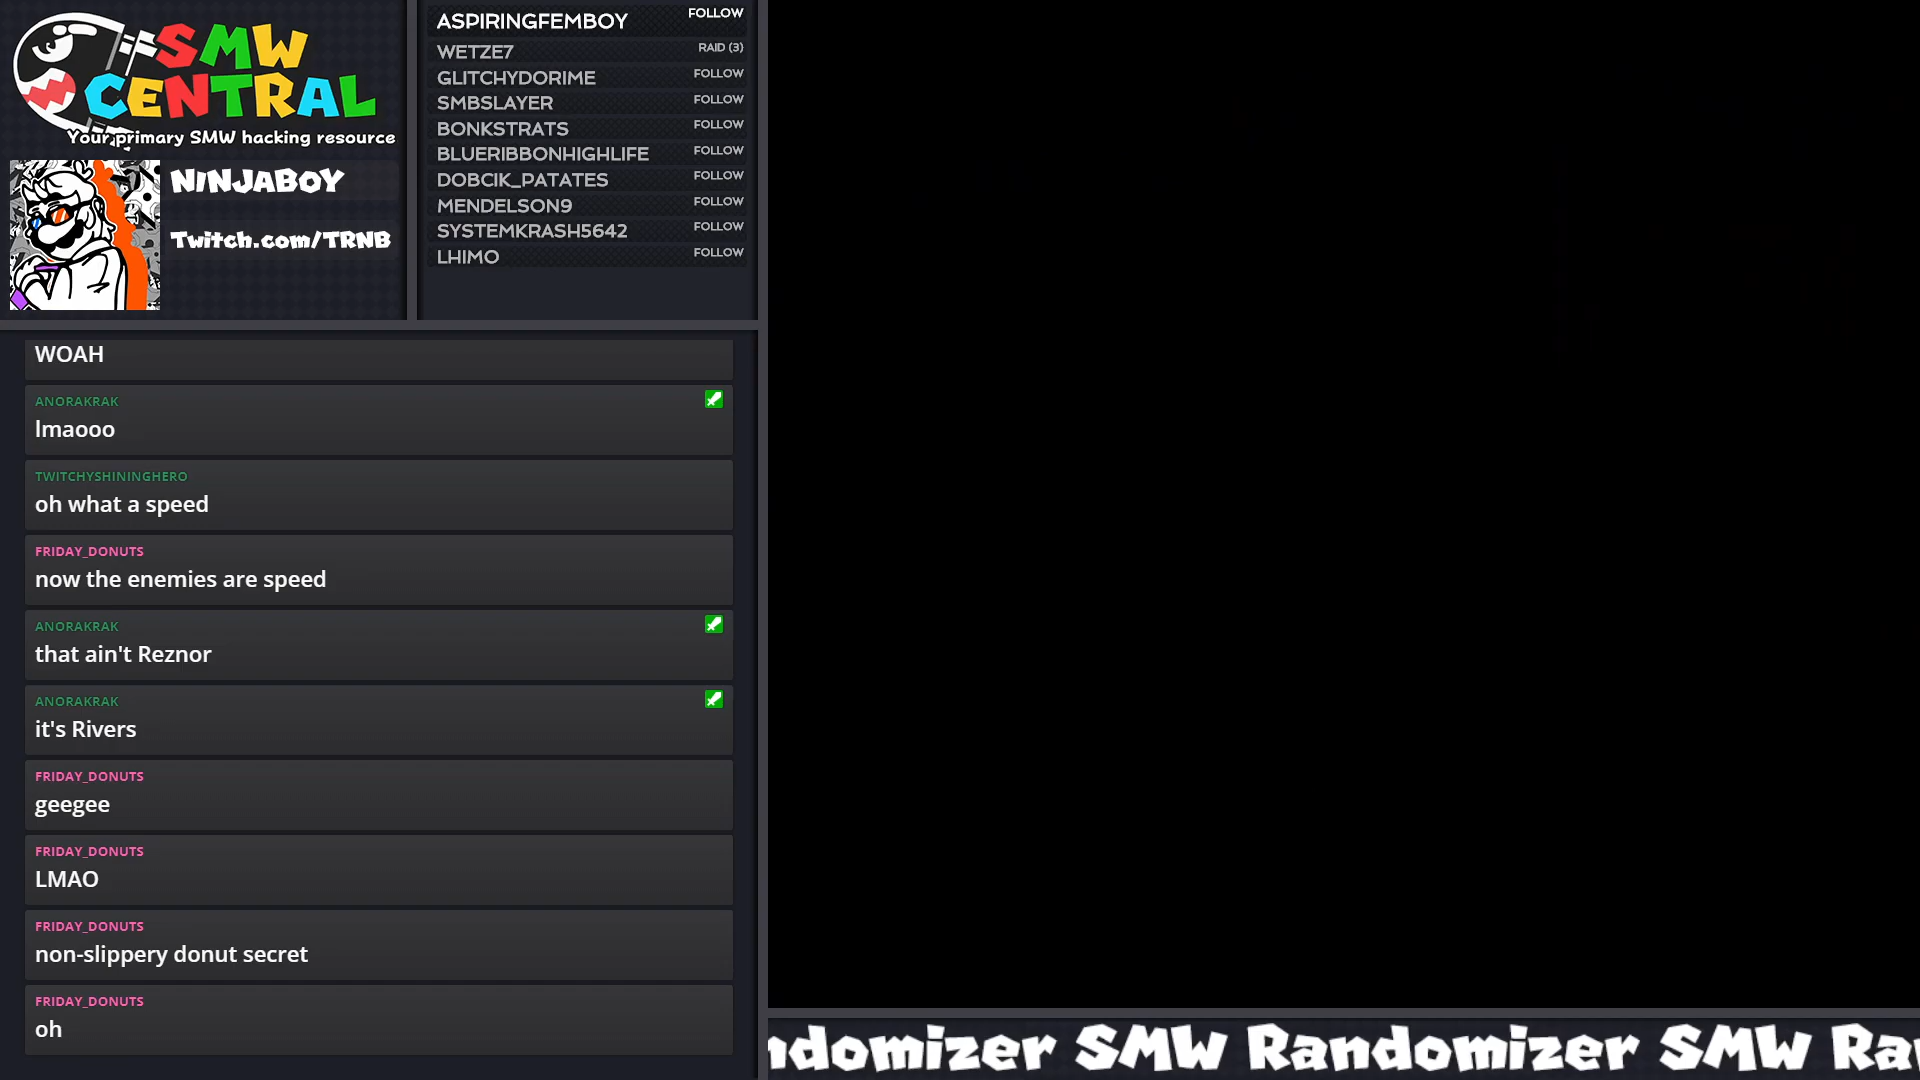 SMW
CENTRAL
Your primary SMW hacking resource
NINJABOY
Twitch.com/TRNB
ASPIRINGFEMBOY FOLLOW
WETZE7 RAID (3)
GLITCHYDORIME FOLLOW
SMBSLAYER FOLLOW
BONKSTRATS FOLLOW
BLUERIBBONHIGHLIFE FOLLOW
DOBCIK_PATATES FOLLOW
MENDELSON9 FOLLOW
SYSTEMKRASH5642 FOLLOW
LHIMO FOLLOW
WOAH
ANORAKRAK
lmaooo
TWITCHYSHININGHERO
oh what a speed
FRIDAY_DONUTS
now the enemies are speed
ANORAKRAK
that ain't Reznor
ANORAKRAK
it's Rivers
FRIDAY_DONUTS
geegee
FRIDAY_DONUTS
LMAO
FRIDAY_DONUTS
non-slippery donut secret
FRIDAY_DONUTS
oh
ndomizer SMW Randomizer SMW Ra